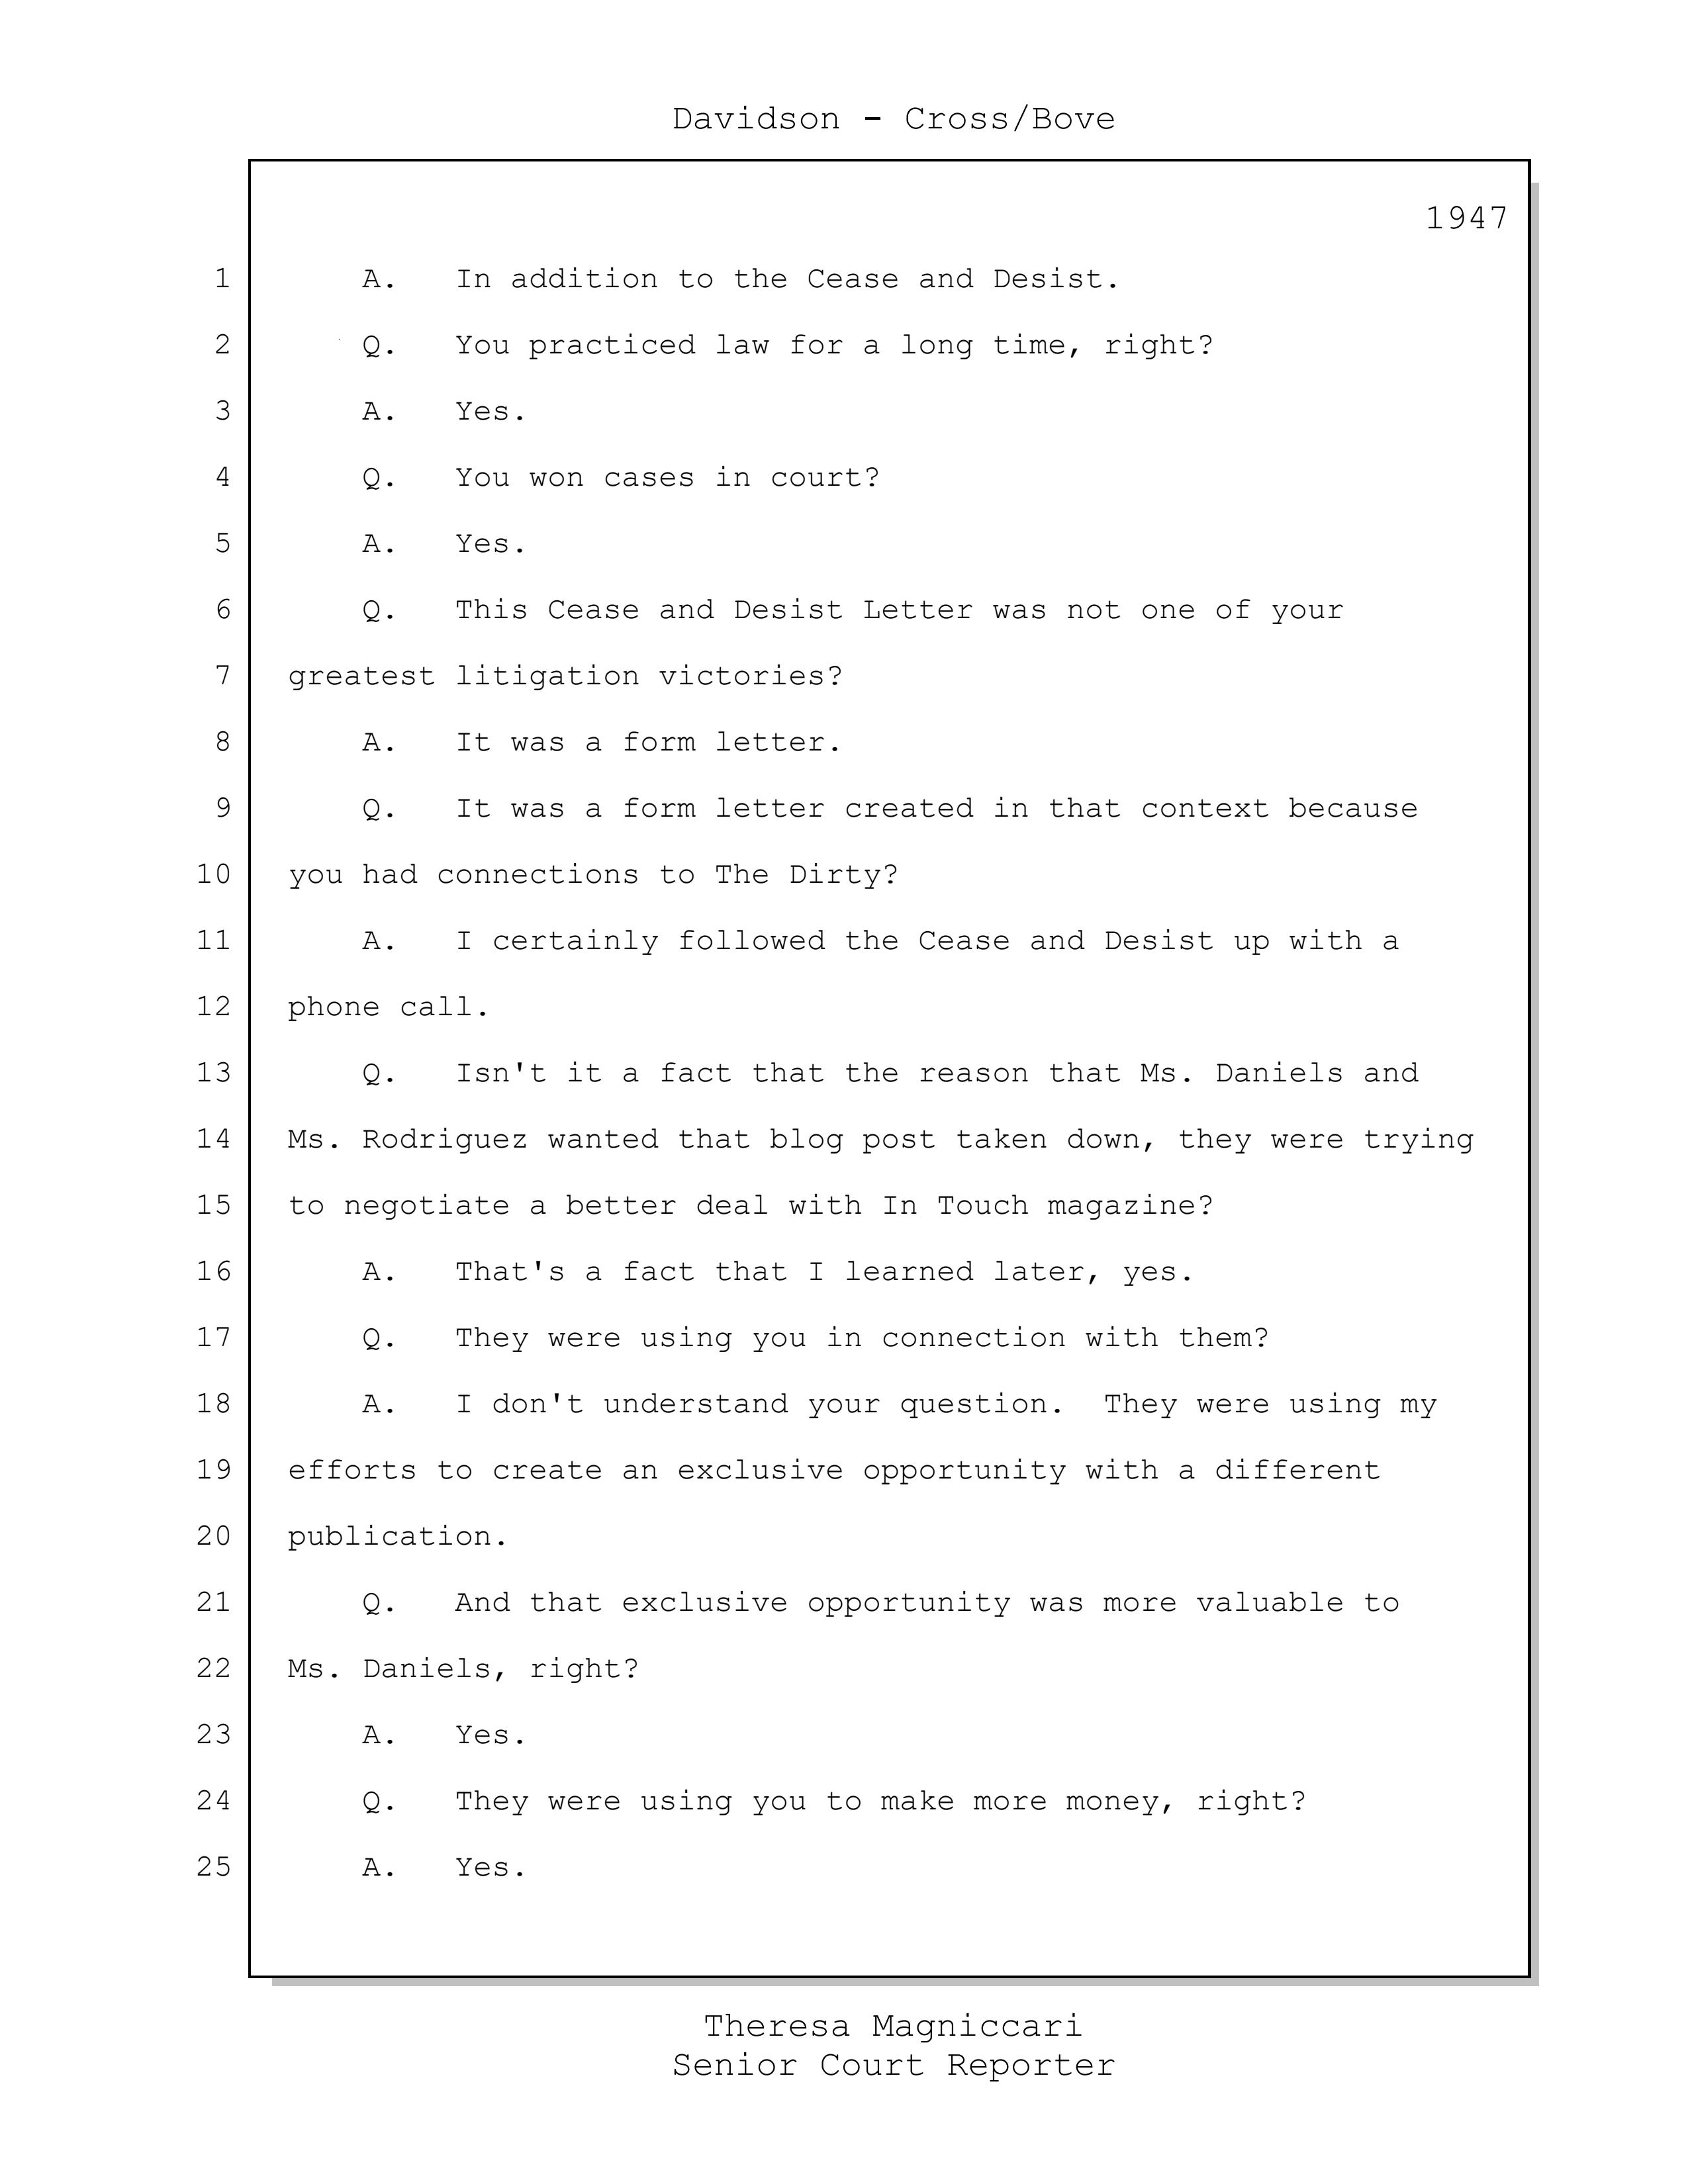 Davidson - Cross/Bove
1947
1 A. In addition to the Cease and Desist.
2 Q. You practiced law for a long time, right?
3 A. Yes.
4 Q. You won cases in court?
5 A. Yes.
6 Q. This Cease and Desist Letter was not one of your
7 greatest litigation victories?
8 A. It was a form letter.
9 Q. It was a form letter created in that context because
10 you had connections to The Dirty?
11 A. I certainly followed the Cease and Desist up with a
12 phone call.
13 Q. Isn't it a fact that the reason that Ms. Daniels and
14 Ms. Rodriguez wanted that blog post taken down, they were trying
15 to negotiate a better deal with In Touch magazine?
16 A. That's a fact that I learned later, yes.
17 Q. They were using you in connection with them?
18 A. I don't understand your question. They were using my
19 efforts to create an exclusive opportunity with a different
20 publication.
21 Q. And that exclusive opportunity was more valuable to
22 Ms. Daniels, right?
23 A. Yes.
24 Q. They were using you to make more money, right?
25 A. Yes.
Theresa Magniccari
Senior Court Reporter